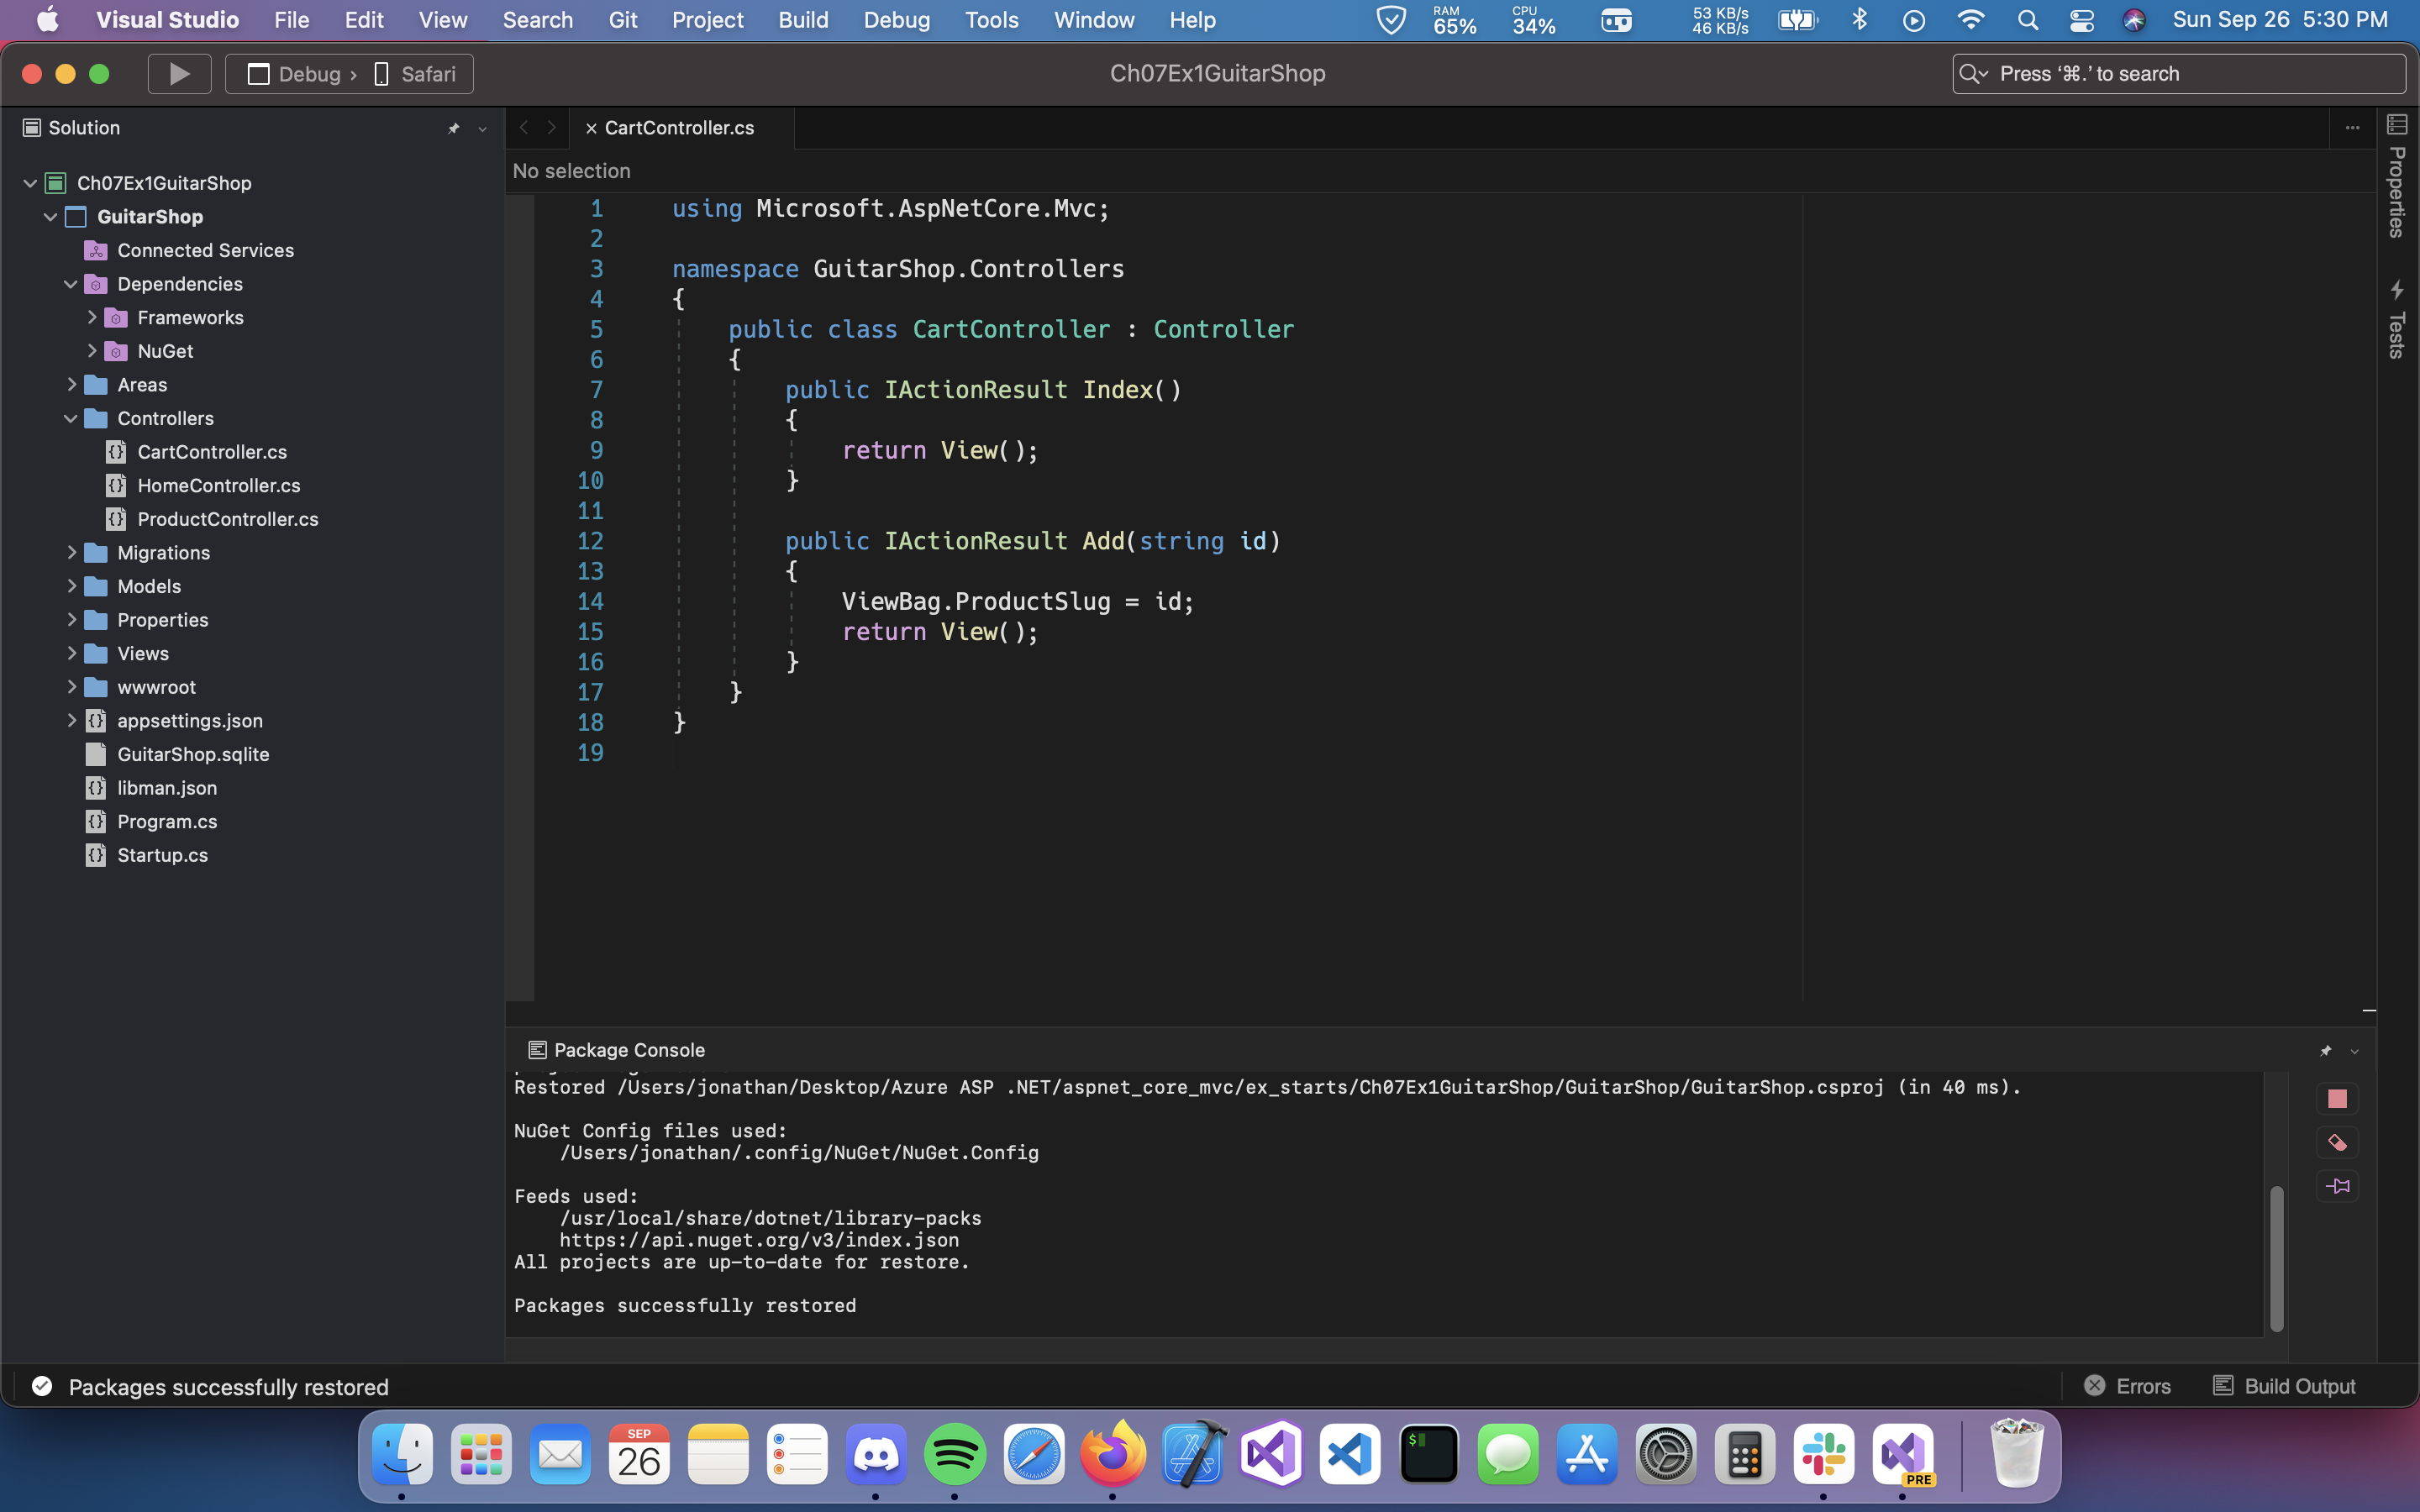 Visual Studio File Edit View Search Git Project Build Debug Tools Window Help RAM 65% CPU 34% 53 KB/s 46 KB/s Sun Sep 26 5:30 PM
Debug › Safari
Ch07Ex1GuitarShop
Press ‘⌘.’ to search
Solution
Ch07Ex1GuitarShop
GuitarShop
Connected Services
Dependencies
Frameworks
NuGet
Areas
Controllers
CartController.cs
HomeController.cs
ProductController.cs
Migrations
Models
Properties
Views
wwwroot
appsettings.json
GuitarShop.sqlite
libman.json
Program.cs
Startup.cs
CartController.cs
No selection
1 using Microsoft.AspNetCore.Mvc;
2
3 namespace GuitarShop.Controllers
4 {
5 public class CartController : Controller
6 {
7 public IActionResult Index()
8 {
9 return View();
10 }
11
12 public IActionResult Add(string id)
13 {
14 ViewBag.ProductSlug = id;
15 return View();
16 }
17 }
18 }
19
Properties
Tests
Package Console
Restored /Users/jonathan/Desktop/Azure ASP .NET/aspnet_core_mvc/ex_starts/Ch07Ex1GuitarShop/GuitarShop/GuitarShop.csproj (in 40 ms).
NuGet Config files used:
/Users/jonathan/.config/NuGet/NuGet.Config
Feeds used:
/usr/local/share/dotnet/library-packs
https://api.nuget.org/v3/index.json
All projects are up-to-date for restore.
Packages successfully restored
Packages successfully restored
Errors
Build Output
SEP
26
$
PRE